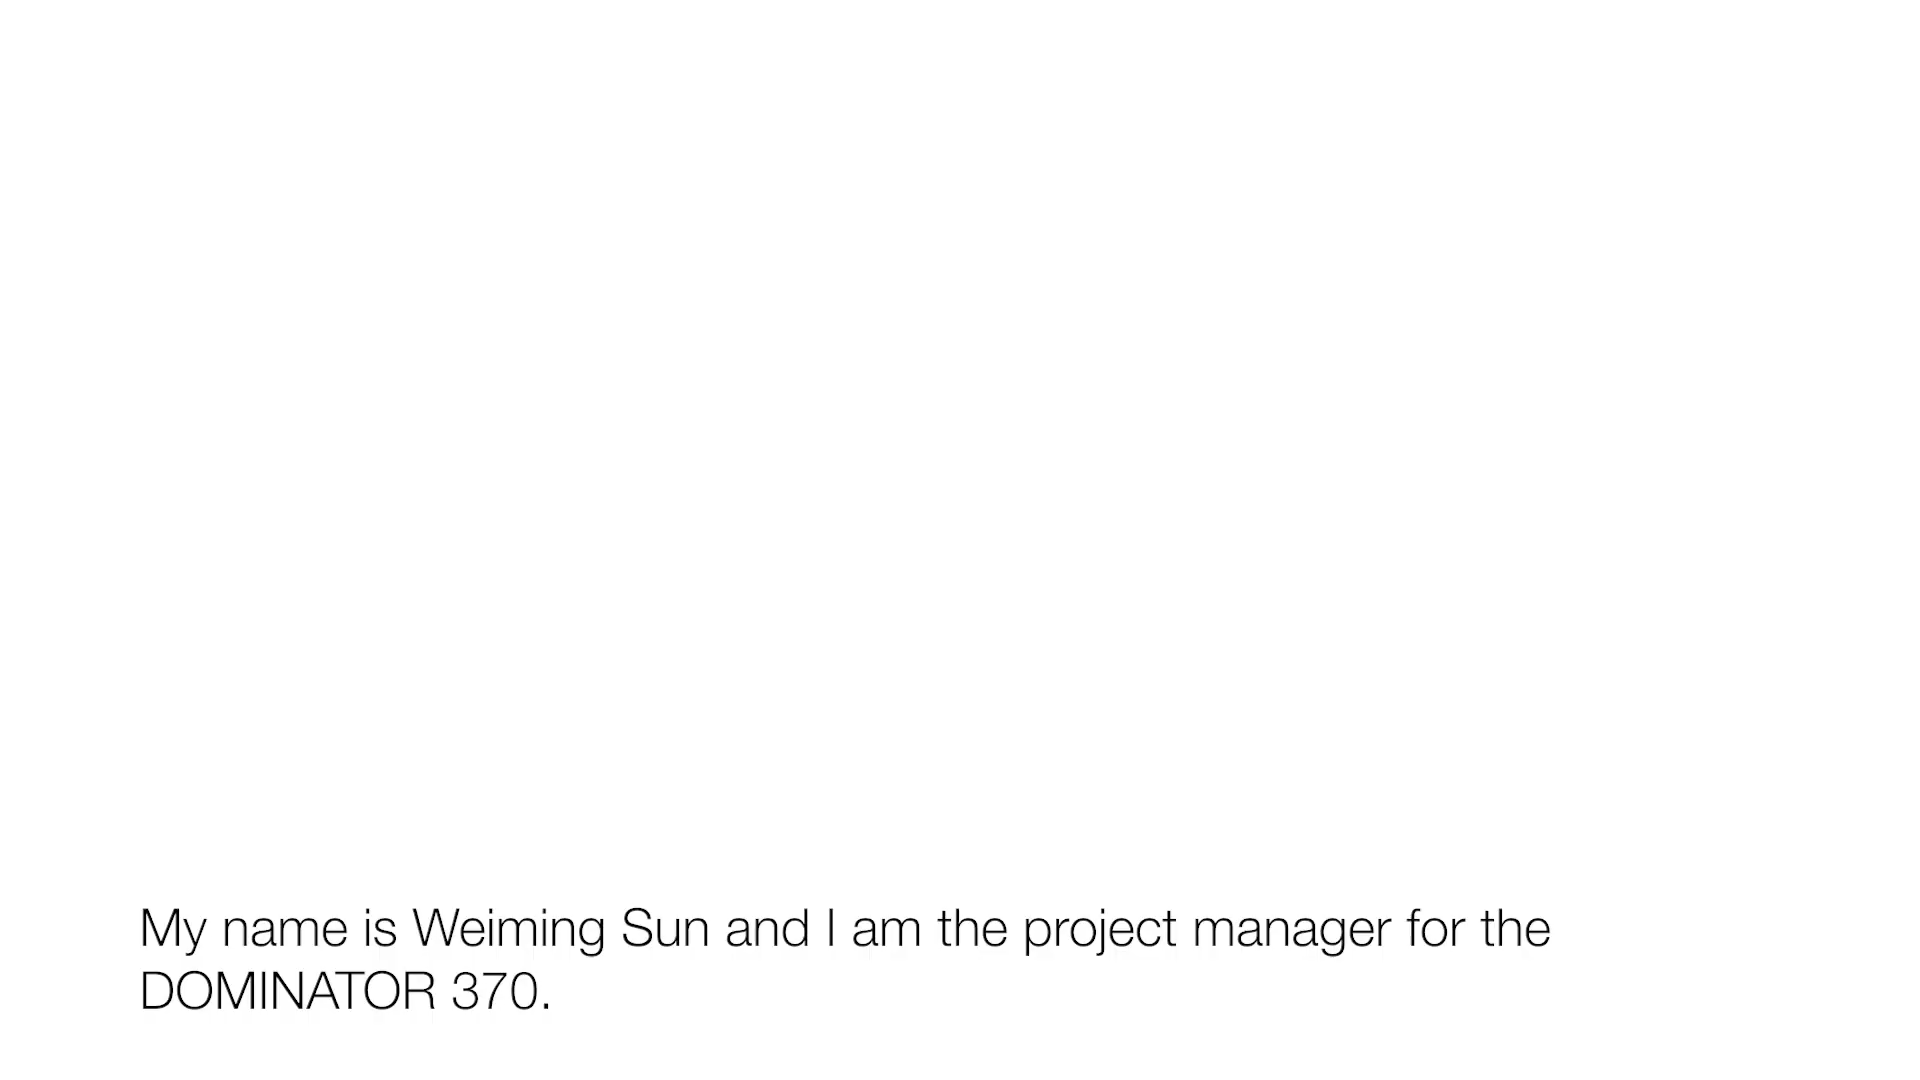 My name is Weiming Sun and I am the project manager for the
DOMINATOR 370.